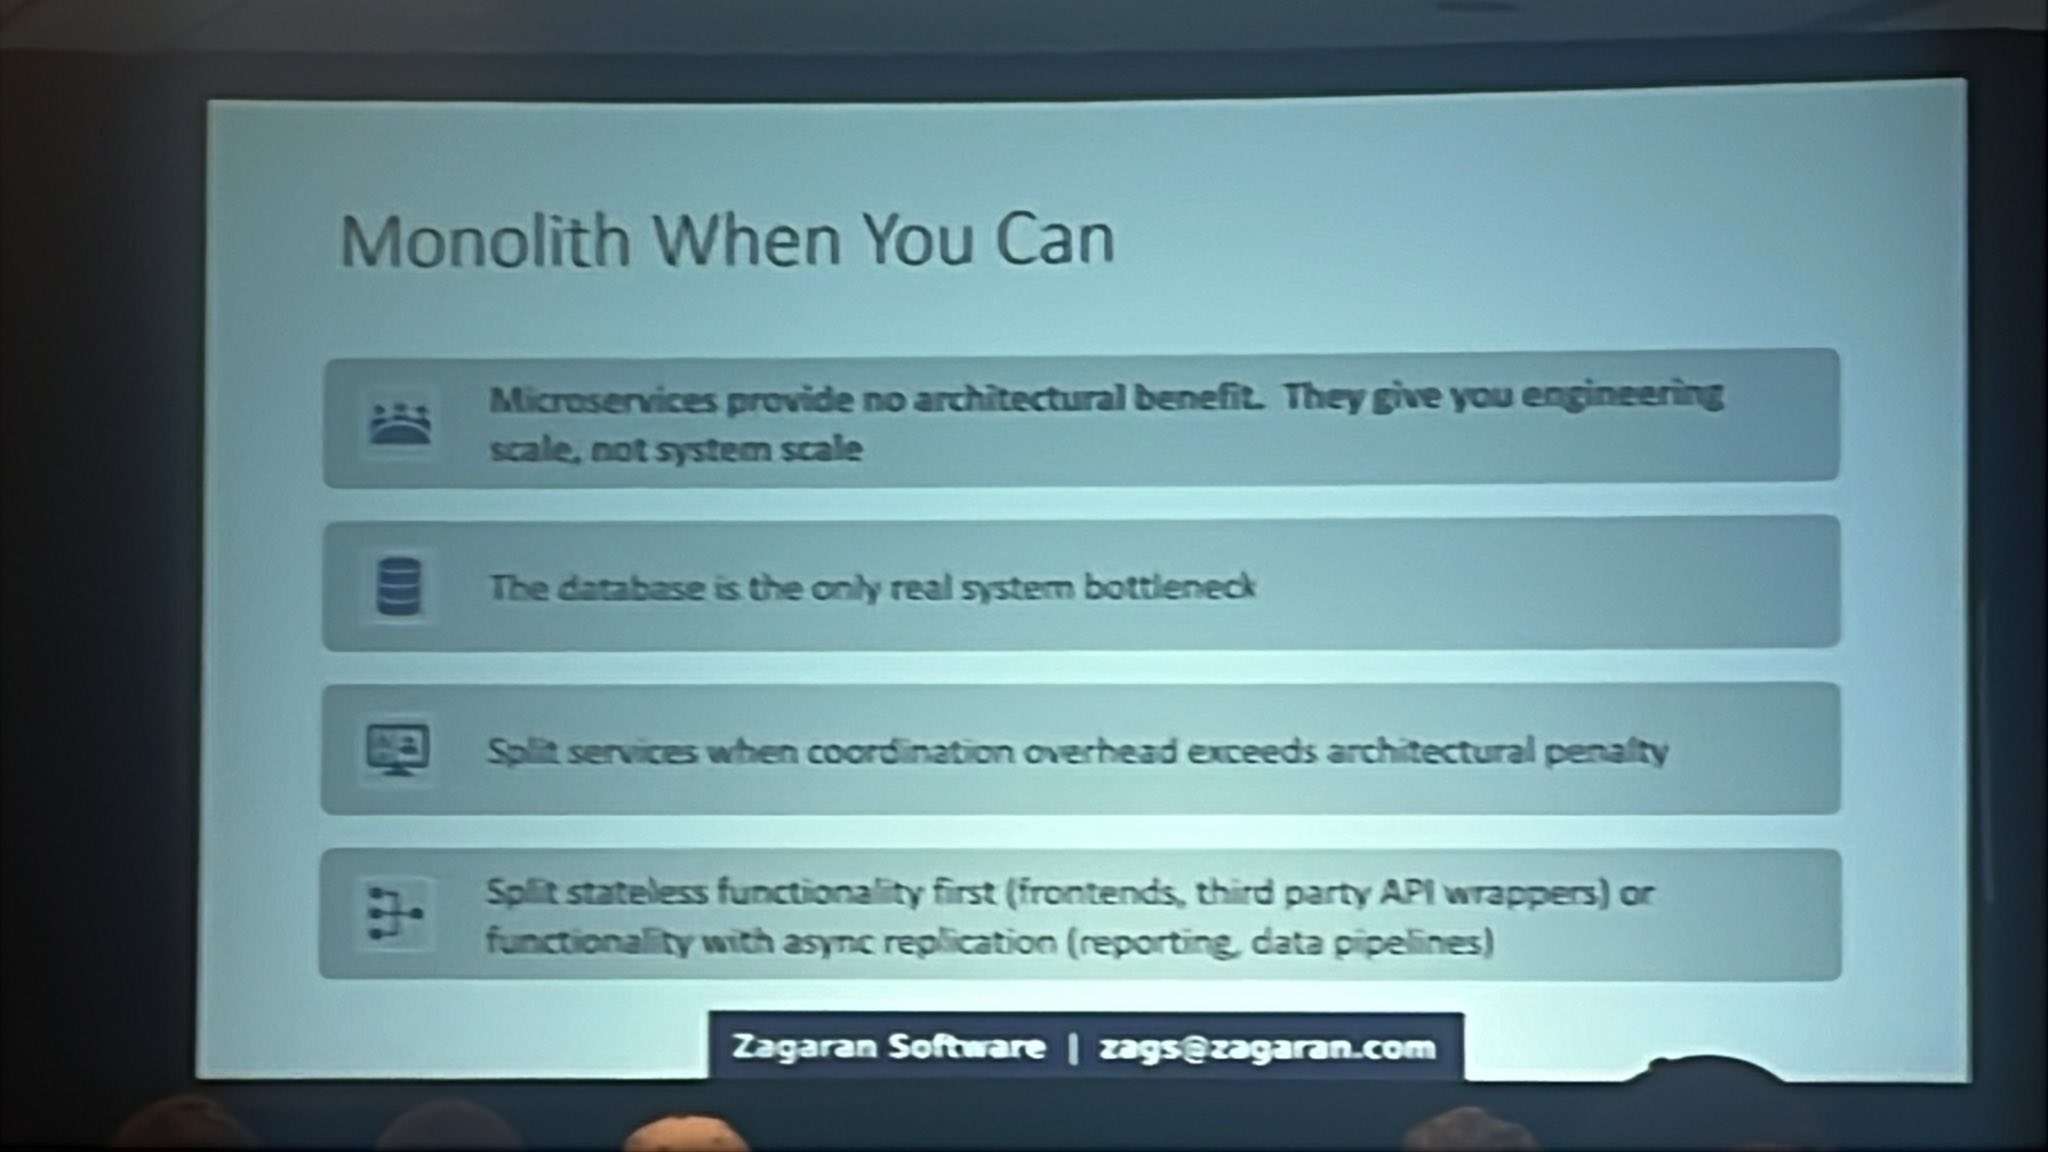 Monolith When You Can
Microservices provide no architectural benefit.  They give you engineering
scale, not system scale
The database is the only real system bottleneck
Split services when coordination overhead exceeds architectural penalty
Split stateless functionality first (frontends, third party API wrappers) or
functionality with async replication (reporting, data pipelines)
Zagaran Software | zags@zagaran.com